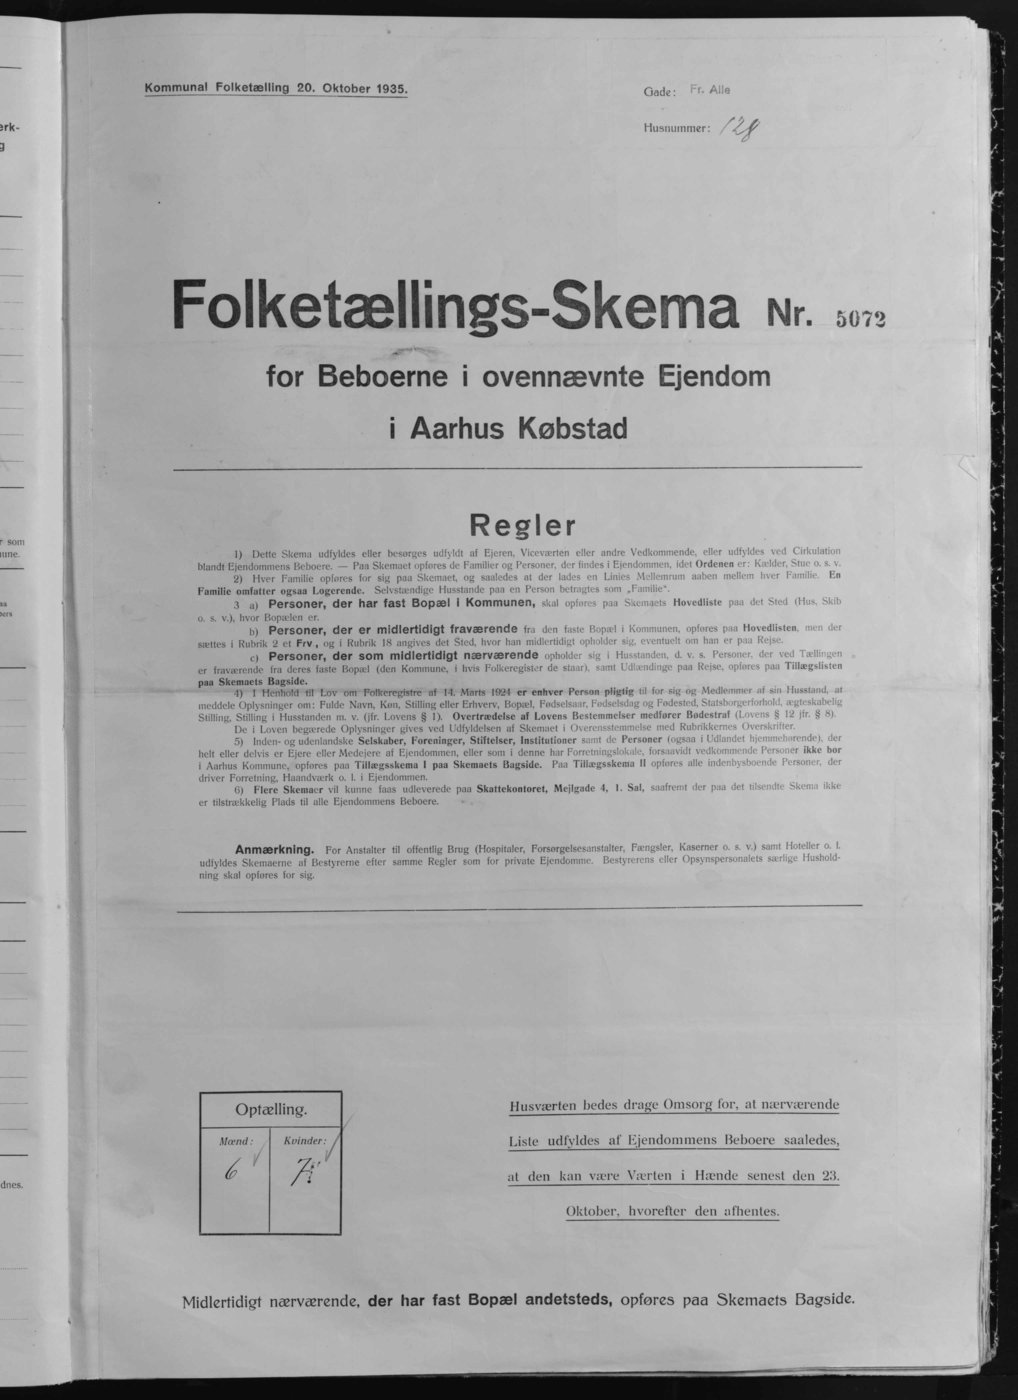 Kommunal Folketælling 20. Oktober 1935.
Gade: Fr. Alle
Husnummer: 128
Folketællings-Skema Nr. 5072
for Beboerne i ovennævnte Ejendom
i Aarhus Købstad
Regler
1) Dette Skema udfyldes eller besørges udfyldt af Ejeren, Viceværten eller andre Vedkommende, eller udfyldes ved Cirkulation
blandt Ejendommens Beboere. — Paa Skemaet opføres de Familier og Personer, der findes i Ejendommen, idet Ordenen er: Kælder, Stue o. s. v.
2) Hver Familie opføres for sig paa Skemaet, og saaledes at der lades en Linies Mellemrum aaben mellem hver Familie. En
Familie omfatter ogsaa Logerende. Selvstændige Husstande paa en Person betragtes som „Familie“.
3 a) Personer, der har fast Bopæl i Kommunen, skal opføres paa Skemaets Hovedliste paa det Sted (Hus, Skib
o. s. v.), hvor Bopælen er.
b) Personer, der er midlertidigt fraværende fra den faste Bopæl i Kommunen, opføres paa Hovedlisten, men der
sættes i Rubrik 2 et Frv., og i Rubrik 18 angives det Sted, hvor han midlertidigt opholder sig, eventuelt om han er paa Rejse.
c) Personer, der som midlertidigt nærværende opholder sig i Husstanden, d. v. s. Personer, der ved Tællingen
er fraværende fra deres faste Bopæl (den Kommune, i hvis Folkeregister de staar), samt Udlændinge paa Rejse, opføres paa Tillægslisten
paa Skemaets Bagside.
4) I Henhold til Lov om Folkeregistre af 14. Marts 1924 er enhver Person pligtig til for sig og Medlemmer af sin Husstand, at
meddele Oplysninger om: Fulde Navn, Køn, Stilling eller Erhverv, Bopæl, Fødselsaar, Fødselsdag og Fødested, Statsborgerforhold, ægteskabelig
Stilling, Stilling i Husstanden m. v. (jfr. Lovens § 1). Overtrædelse af Lovens Bestemmelser medfører Bødestraf (Lovens § 12 jfr. § 8).
De i Loven begærede Oplysninger gives ved Udfyldelsen af Skemaet i Overensstemmelse med Rubrikkernes Overskrifter.
5) Inden- og udenlandske Selskaber, Foreninger, Stiftelser, Institutioner samt de Personer (ogsaa i Udlandet hjemmehørende), der
helt eller delvis er Ejere eller Medejere af Ejendommen, eller som i denne har Forretningslokale, forsaavidt vedkommende Personer ikke bor
i Aarhus Kommune, opføres paa Tillægsskema I paa Skemaets Bagside. Paa Tillægsskema II opføres alle indenbysboende Personer, der
driver Forretning, Haandværk o. l. i Ejendommen.
6) Flere Skemaer vil kunne faas udleverede paa Skattekontoret, Mejlgade 4, 1. Sal, saafremt der paa det tilsendte Skema ikke
er tilstrækkelig Plads til alle Ejendommens Beboere.
Anmærkning. For Anstalter til offentlig Brug (Hospitaler, Forsørgelsesanstalter, Fængsler, Kaserner o. s. v.) samt Hoteller o. l.
udfyldes Skemaerne af Bestyrerne efter samme Regler som for private Ejendomme. Bestyrerens eller Opsynspersonalets særlige Hushold-
ning skal opføres for sig.
Optælling.
Mænd: Kvinder:
6 7
Husværten bedes drage Omsorg for, at nærværende
Liste udfyldes af Ejendommens Beboere saaledes,
at den kan være Værten i Hænde senest den 23.
Oktober, hvorefter den afhentes.
Midlertidigt nærværende, der har fast Bopæl andetsteds, opføres paa Skemaets Bagside.